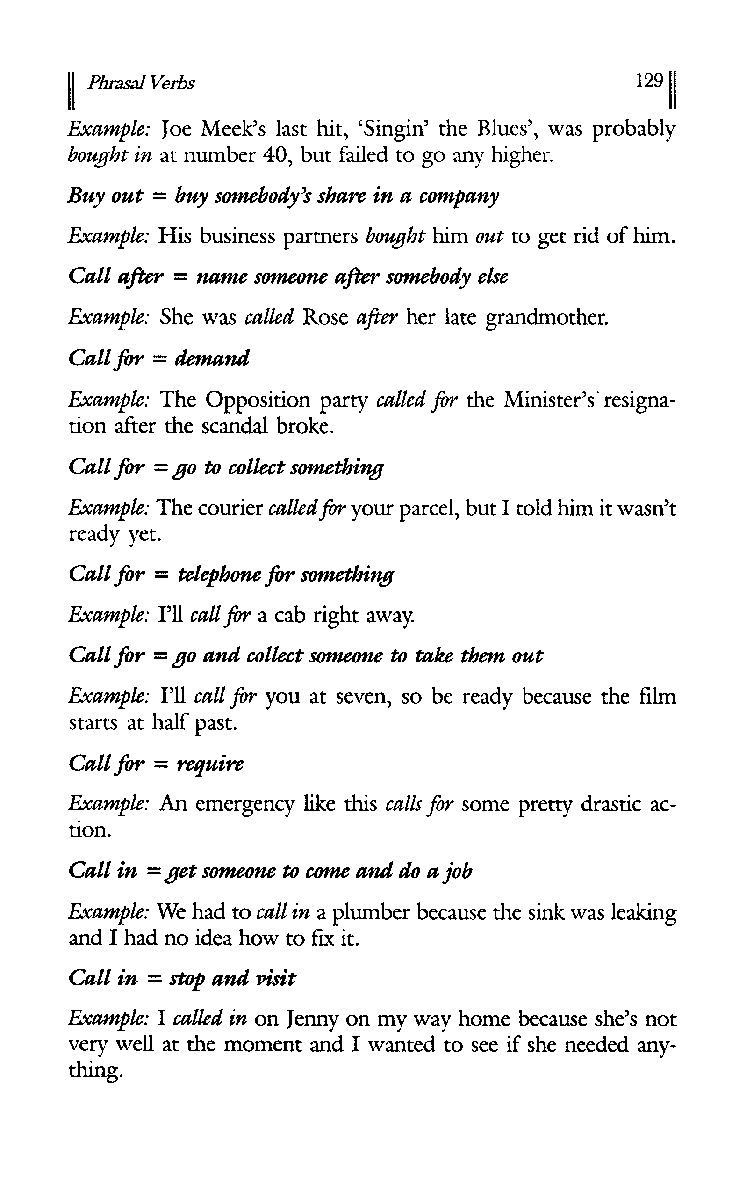 Phrasal Verbs 129
Example: Joe Meek's last hit, 'Singin' the Blues', was probably
bought in at number 40, but failed to go any higher.
Buy out = buy somebody's share in a company
Example: His business partners bought him out to get rid of him.
Call after = name someone after somebody else
Example: She was called Rose after her late grandmother.
Call for = demand
Example: The Opposition party called for the Minister's resigna-
tion after the scandal broke.
Call for = go to collect something
Example: The courier called for your parcel, but I told him it wasn't
ready yet.
Call for = telephone for something
Example: I'll call for a cab right away.
Call for = go and collect someone to take them out
Example: I'll call for you at seven, so be ready because the film
starts at half past.
Call for = require
Example: An emergency like this calls for some pretty drastic ac-
tion.
Call in = get someone to come and do a job
Example: We had to call in a plumber because the sink was leaking
and I had no idea how to fix it.
Call in = stop and visit
Example: I called in on Jenny on my way home because she's not
very well at the moment and I wanted to see if she needed any-
thing.